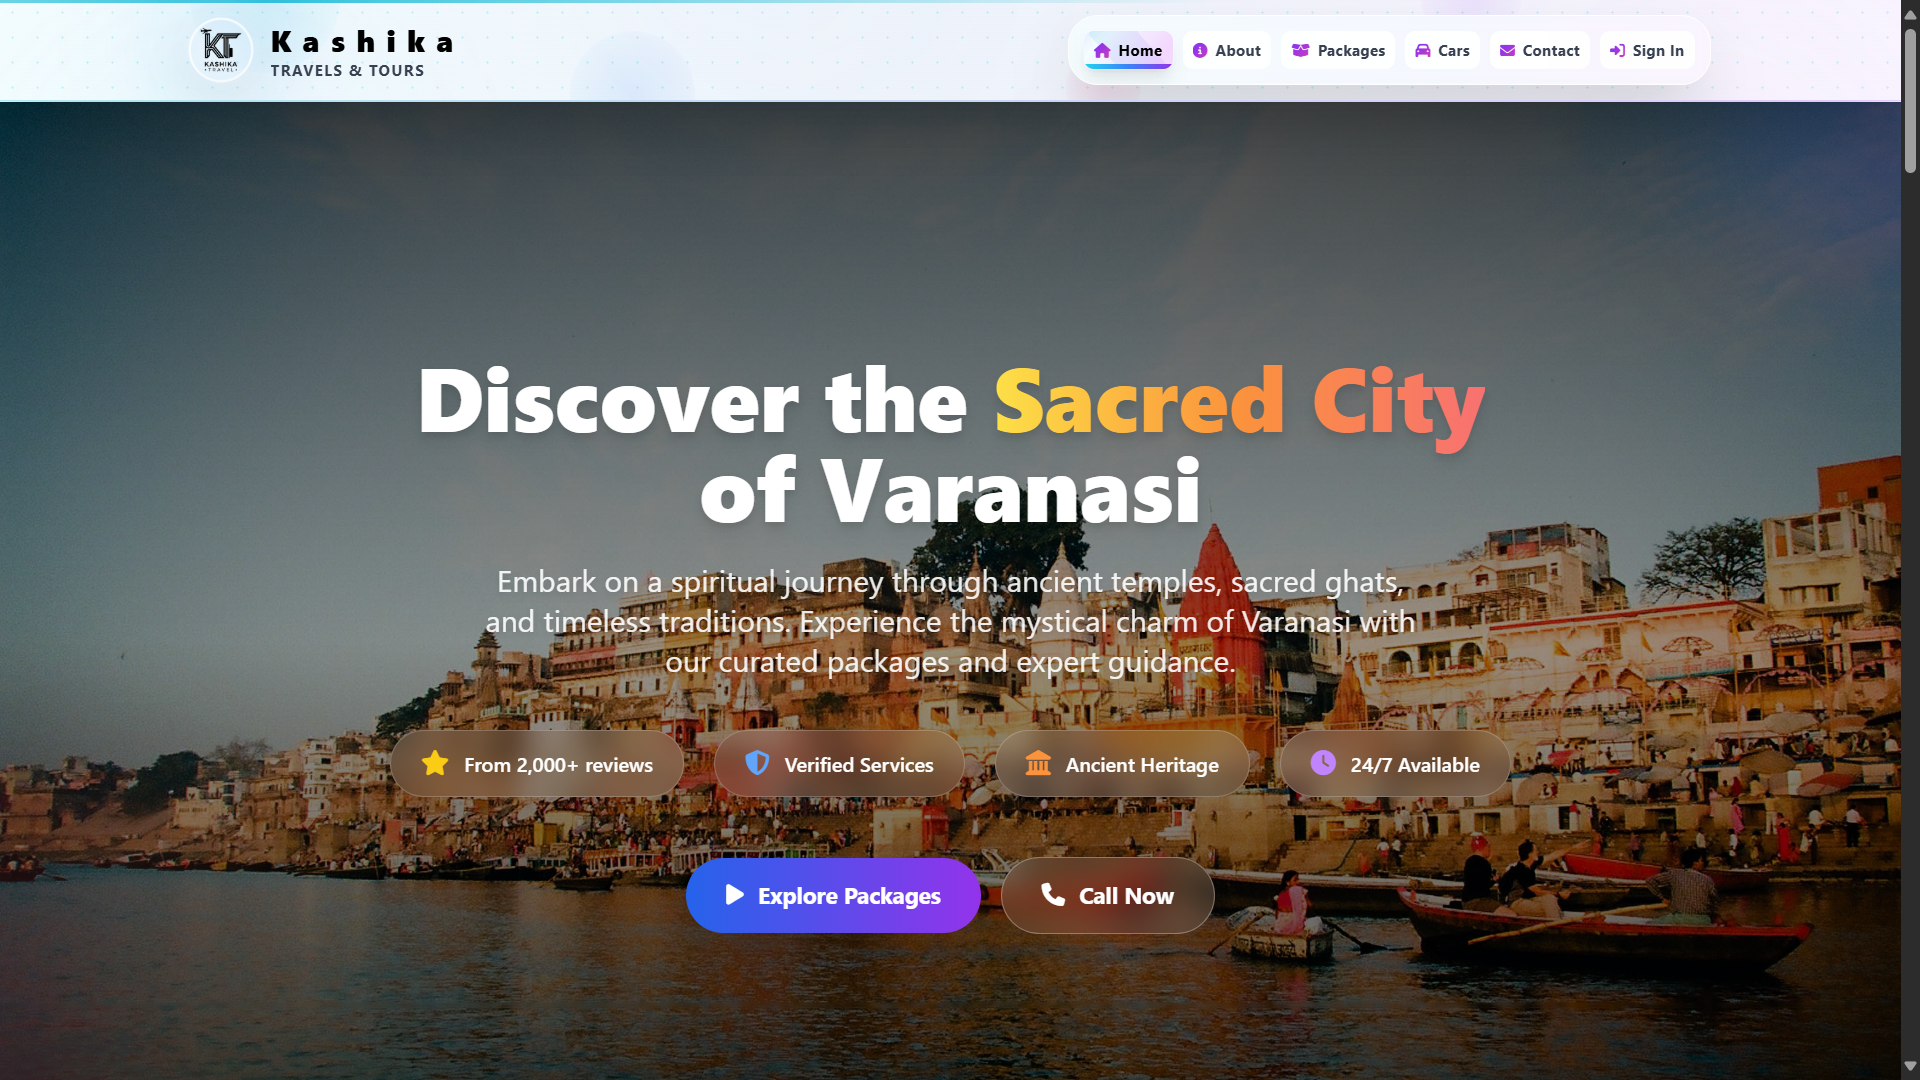 KT
KASHIKA
TRAVEL
Kashika
TRAVELS & TOURS
Home
About
Packages
Cars
Contact
Sign In
Discover the Sacred City
of Varanasi
Embark on a spiritual journey through ancient temples, sacred ghats,
and timeless traditions. Experience the mystical charm of Varanasi with
our curated packages and expert guidance.
From 2,000+ reviews
Verified Services
Ancient Heritage
24/7 Available
Explore Packages
Call Now